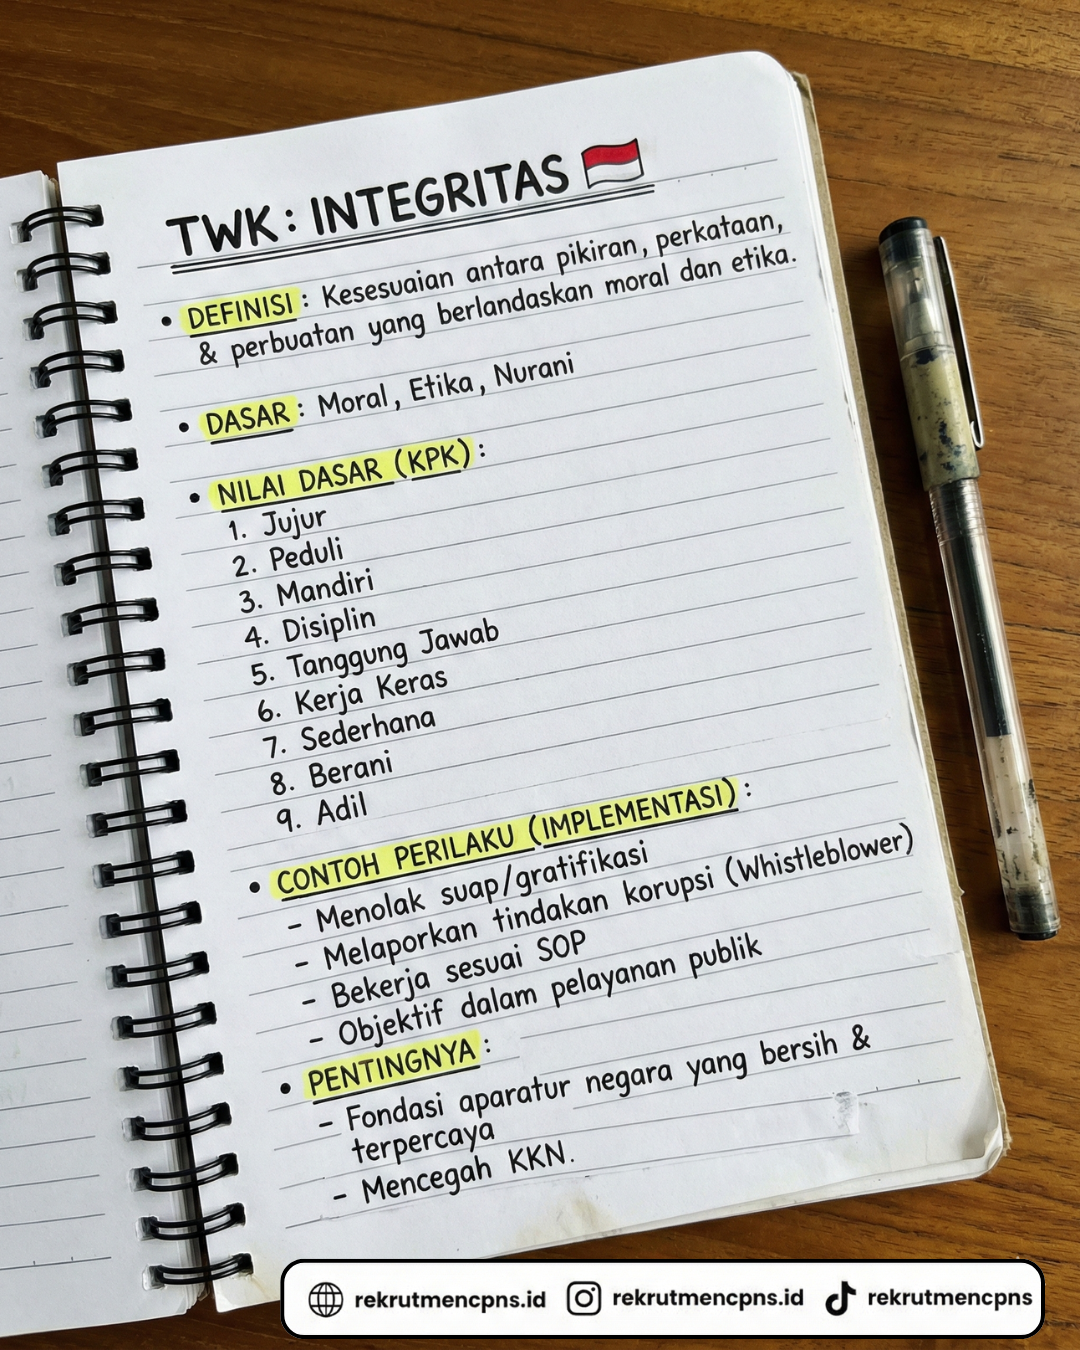 TWK: INTEGRITAS 🇮🇩
• DEFINISI: Kesesuaian antara pikiran, perkataan,
& perbuatan yang berlandaskan moral dan etika.
• DASAR: Moral, Etika, Nurani
• NILAI DASAR (KPK):
1. Jujur
2. Peduli
3. Mandiri
4. Disiplin
5. Tanggung Jawab
6. Kerja Keras
7. Sederhana
8. Berani
9. Adil
• CONTOH PERILAKU (IMPLEMENTASI):
- Menolak suap/gratifikasi
- Melaporkan tindakan korupsi (Whistleblower)
- Bekerja sesuai SOP
- Objektif dalam pelayanan publik
• PENTINGNYA:
- Fondasi aparatur negara yang bersih &
terpercaya
- Mencegah KKN.
rekrutmencpns.id rekrutmencpns.id rekrutmencpns